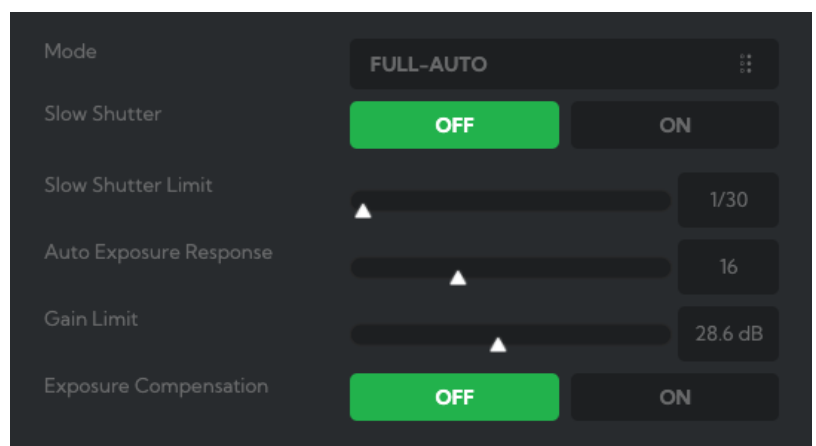 Mode
FULL-AUTO
Slow Shutter
OFF ON
Slow Shutter Limit
1/30
Auto Exposure Response
16
Gain Limit
28.6 dB
Exposure Compensation
OFF ON